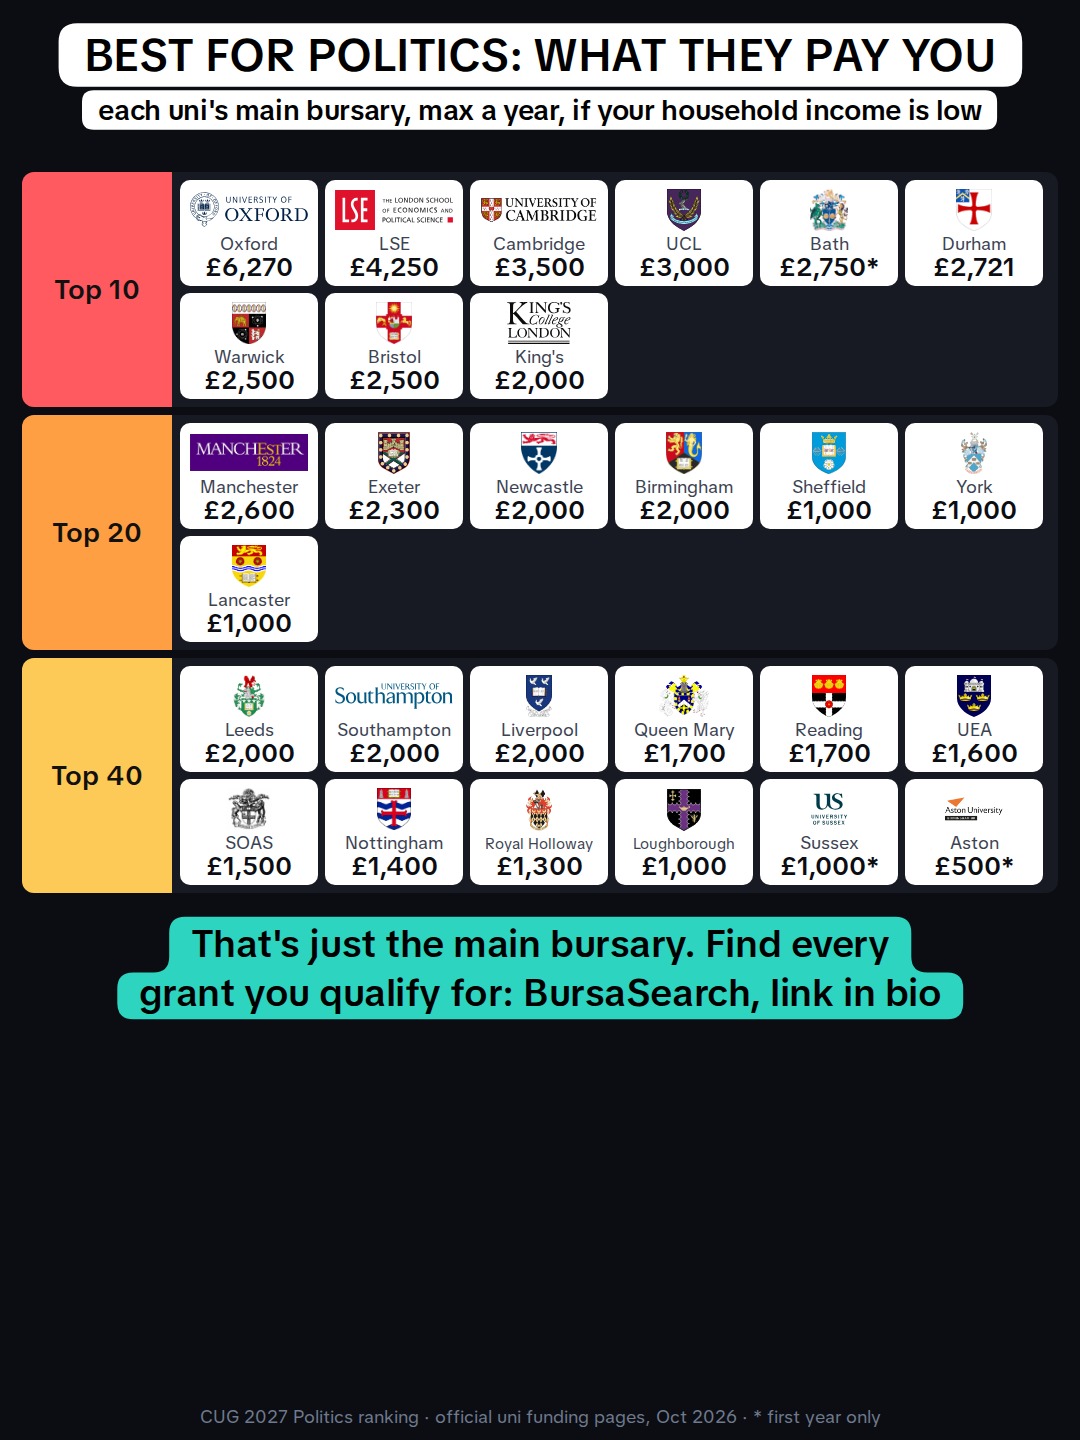 BEST FOR POLITICS: WHAT THEY PAY YOU
each uni's main bursary, max a year, if your household income is low
Top 10
UNIVERSITY OF
OXFORD
Oxford
£6,270
LSE
THE LONDON SCHOOL
OF ECONOMICS AND
POLITICAL SCIENCE
LSE
£4,250
UNIVERSITY OF
CAMBRIDGE
Cambridge
£3,500
UCL
£3,000
Bath
£2,750*
Durham
£2,721
Warwick
£2,500
Bristol
£2,500
KING'S
College
LONDON
King's
£2,000
Top 20
MANCHESTER
1824
Manchester
£2,600
Exeter
£2,300
Newcastle
£2,000
Birmingham
£2,000
Sheffield
£1,000
York
£1,000
Lancaster
£1,000
Top 40
Leeds
£2,000
UNIVERSITY OF
Southampton
Southampton
£2,000
Liverpool
£2,000
Queen Mary
£1,700
Reading
£1,700
UEA
£1,600
SOAS
£1,500
Nottingham
£1,400
Royal Holloway
£1,300
Loughborough
£1,000
US
UNIVERSITY
OF SUSSEX
Sussex
£1,000*
Aston University
Aston
£500*
That's just the main bursary. Find every
grant you qualify for: BursaSearch, link in bio
CUG 2027 Politics ranking · official uni funding pages, Oct 2026 · * first year only